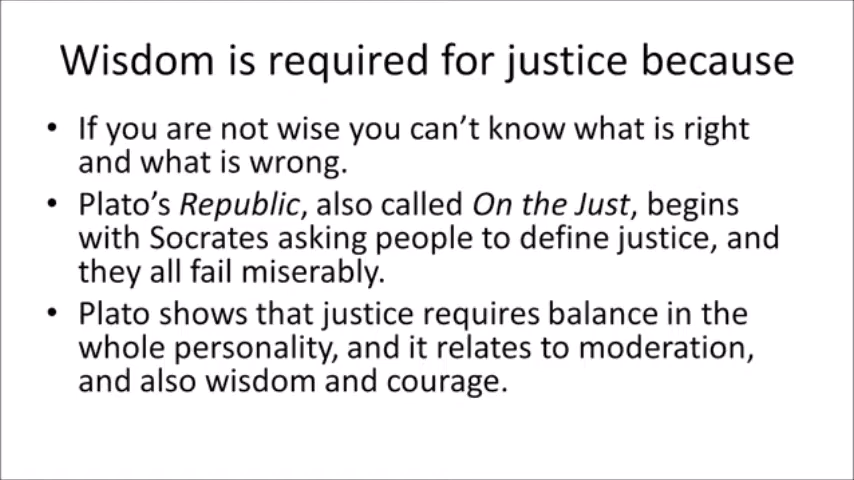 Wisdom is required for justice because
• If you are not wise you can’t know what is right
and what is wrong.
• Plato’s Republic, also called On the Just, begins
with Socrates asking people to define justice, and
they all fail miserably.
• Plato shows that justice requires balance in the
whole personality, and it relates to moderation,
and also wisdom and courage.